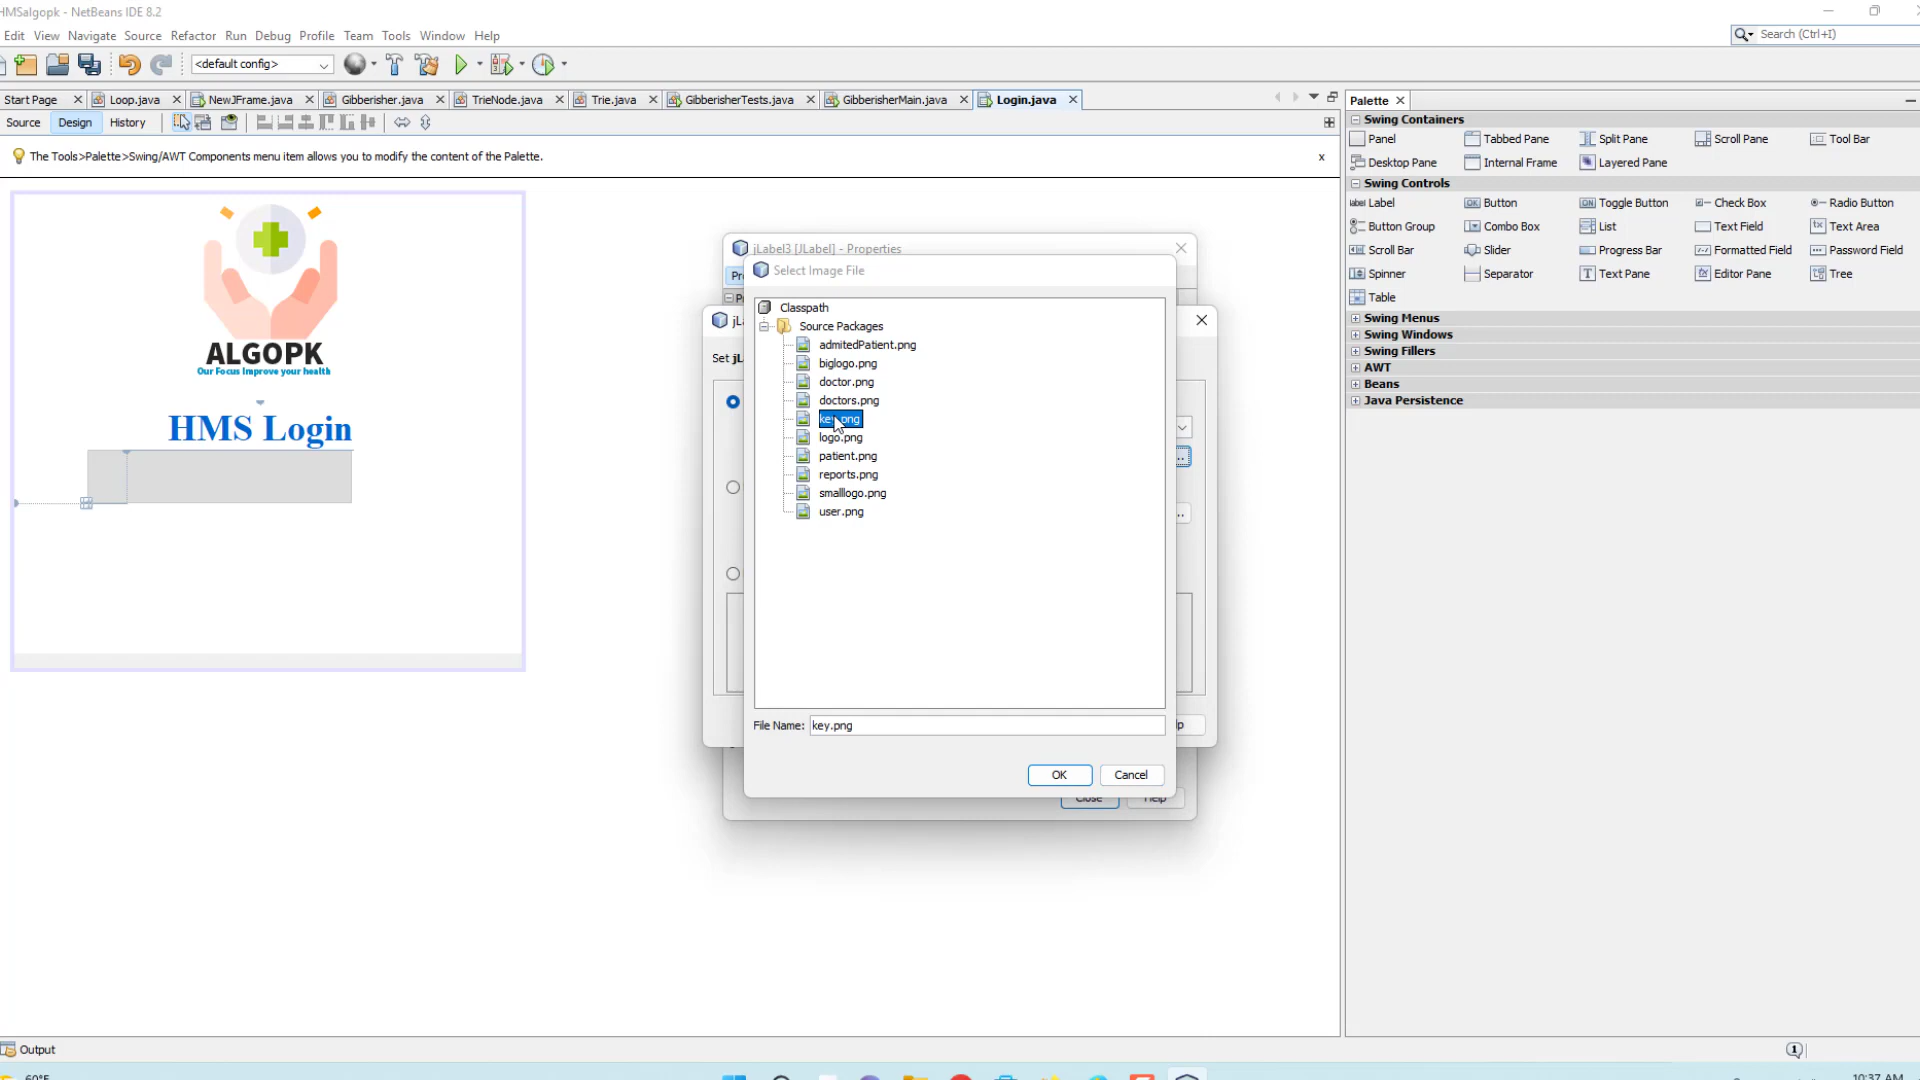 HMSalgopk - NetBeans IDE 8.2
Edit View Navigate Source Refactor Run Debug Profile Team Tools Window Help
Search (Ctrl+I)
<default config>
Start Page Loop.java NewJFrame.java Gibberisher.java TrieNode.java Trie.java GibberisherTests.java GibberisherMain.java Login.java
Source Design History
The Tools>Palette>Swing/AWT Components menu item allows you to modify the content of the Palette.
x
ALGOPK
Our Focus Improve your health
HMS Login
jLabel3 [JLabel] - Properties
Select Image File
Set
Classpath
Source Packages
admitedPatient.png
biglogo.png
doctor.png
doctors.png
key.png
logo.png
patient.png
reports.png
smalllogo.png
user.png
File Name: key.png
OK Cancel
Close Help
Palette
Swing Containers
Panel Tabbed Pane Split Pane Scroll Pane Tool Bar
Desktop Pane Internal Frame Layered Pane
Swing Controls
Label Button Toggle Button Check Box Radio Button
Button Group Combo Box List Text Field Text Area
Scroll Bar Slider Progress Bar Formatted Field Password Field
Spinner Separator Text Pane Editor Pane Tree
Table
Swing Menus
Swing Windows
Swing Fillers
AWT
Beans
Java Persistence
Output
1
60°F
10:37 AM